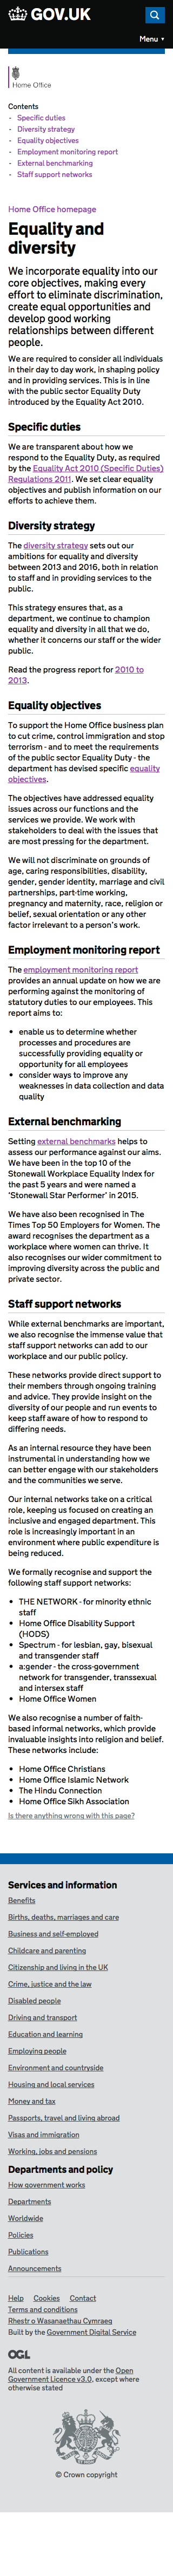 GOV.UK
Menu ▼
Home Office
Contents
- Specific duties
- Diversity strategy
- Equality objectives
- Employment monitoring report
- External benchmarking
- Staff support networks
Home Office homepage
Equality and
diversity
We incorporate equality into our
core objectives, making every
effort to eliminate discrimination,
create equal opportunities and
develop good working
relationships between different
people.
We are required to consider all individuals
in their day to day work, in shaping policy
and in providing services. This is in line
with the public sector Equality Duty
introduced by the Equality Act 2010.
Specific duties
We are transparent about how we
respond to the Equality Duty, as required
by the Equality Act 2010 (Specific Duties)
Regulations 2011. We set clear equality
objectives and publish information on our
efforts to achieve them.
Diversity strategy
The diversity strategy sets out our
ambitions for equality and diversity
between 2013 and 2016, both in relation
to staff and in providing services to the
public.
This strategy ensures that, as a
department, we continue to champion
equality and diversity in all that we do,
whether it concerns our staff or the wider
public.
Read the progress report for 2010 to
2013.
Equality objectives
To support the Home Office business plan
to cut crime, control immigration and stop
terrorism - and to meet the requirements
of the public sector Equality Duty - the
department has devised specific equality
objectives.
The objectives have addressed equality
issues across our functions and the
services we provide. We work with
stakeholders to deal with the issues that
are most pressing for the department.
We will not discriminate on grounds of
age, caring responsibilities, disability,
gender, gender identity, marriage and civil
partnerships, part-time working,
pregnancy and maternity, race, religion or
belief, sexual orientation or any other
factor irrelevant to a person's work.
Employment monitoring report
The employment monitoring report
provides an annual update on how we are
performing against the monitoring of
statutory duties to our employees. This
report aims to:
• enable us to determine whether
processes and procedures are
successfully providing equality or
opportunity for all employees
• consider ways to improve any
weaknesses in data collection and data
quality
External benchmarking
Setting external benchmarks helps to
assess our performance against our aims.
We have been in the top 10 of the
Stonewall Workplace Equality Index for
the past 5 years and were named a
'Stonewall Star Performer' in 2015.
We have also been recognised in The
Times Top 50 Employers for Women. The
award recognises the department as a
workplace where women can thrive. It
also recognises our wider commitment to
improving diversity across the public and
private sector.
Staff support networks
While external benchmarks are important,
we also recognise the immense value that
staff support networks can add to our
workplace and our public policy.
These networks provide direct support to
their members through ongoing training
and advice. They provide insight on the
diversity of our people and run events to
keep staff aware of how to respond to
differing needs.
As an internal resource they have been
instrumental in understanding how we
can better engage with our stakeholders
and the communities we serve.
Our internal networks take on a critical
role, keeping us focused on creating an
inclusive and engaged department. This
role is increasingly important in an
environment where public expenditure is
being reduced.
We formally recognise and support the
following staff support networks:
• THE NETWORK - for minority ethnic
staff
• Home Office Disability Support
(HODS)
• Spectrum - for lesbian, gay, bisexual
and transgender staff
• a:gender - the cross-government
network for transgender, transsexual
and intersex staff
• Home Office Women
We also recognise a number of faith-
based informal networks, which provide
invaluable insights into religion and belief.
These networks include:
• Home Office Christians
• Home Office Islamic Network
• The Hindu Connection
• Home Office Sikh Association
Is there anything wrong with this page?
Services and information
Benefits
Births, deaths, marriages and care
Business and self-employed
Childcare and parenting
Citizenship and living in the UK
Crime, justice and the law
Disabled people
Driving and transport
Education and learning
Employing people
Environment and countryside
Housing and local services
Money and tax
Passports, travel and living abroad
Visas and immigration
Working, jobs and pensions
Departments and policy
How government works
Departments
Worldwide
Policies
Publications
Announcements
Help Cookies Contact
Terms and conditions
Rhestr o Wasanaethau Cymraeg
Built by the Government Digital Service
OGL
All content is available under the Open
Government Licence v3.0, except where
otherwise stated
© Crown copyright